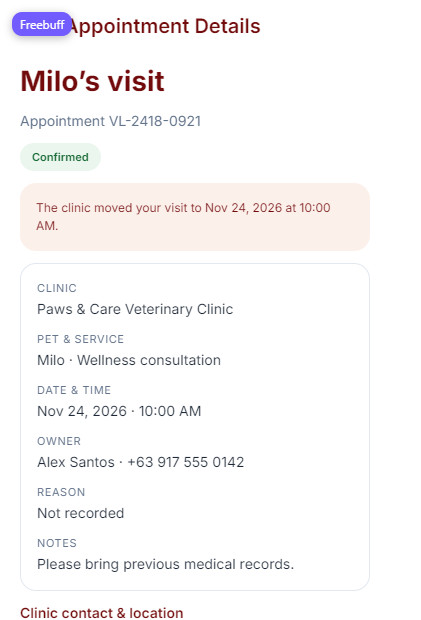 Freebuff
Appointment Details
Milo’s visit
Appointment VL-2418-0921
Confirmed
The clinic moved your visit to Nov 24, 2026 at 10:00
AM.
CLINIC
Paws & Care Veterinary Clinic
PET & SERVICE
Milo · Wellness consultation
DATE & TIME
Nov 24, 2026 · 10:00 AM
OWNER
Alex Santos · +63 917 555 0142
REASON
Not recorded
NOTES
Please bring previous medical records.
Clinic contact & location